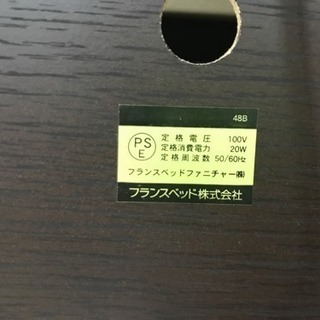 48B
PS
E
定格電圧 100V
定格消費電力 20W
定格周波数 50/60Hz
フランスベッドファニチャー㈱
フランスベッド株式会社